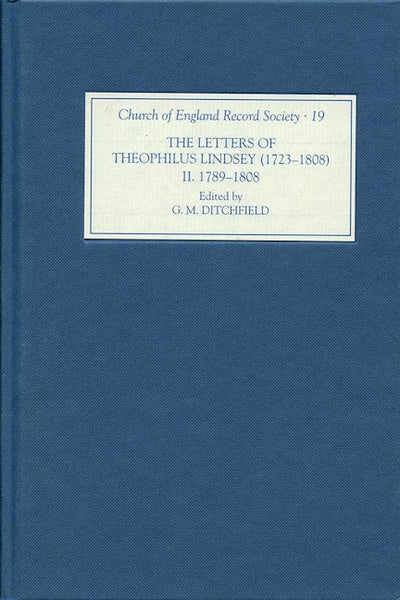 Church of England Record Society · 19
THE LETTERS OF
THEOPHILUS LINDSEY (1723–1808)
II. 1789–1808
Edited by
G. M. DITCHFIELD